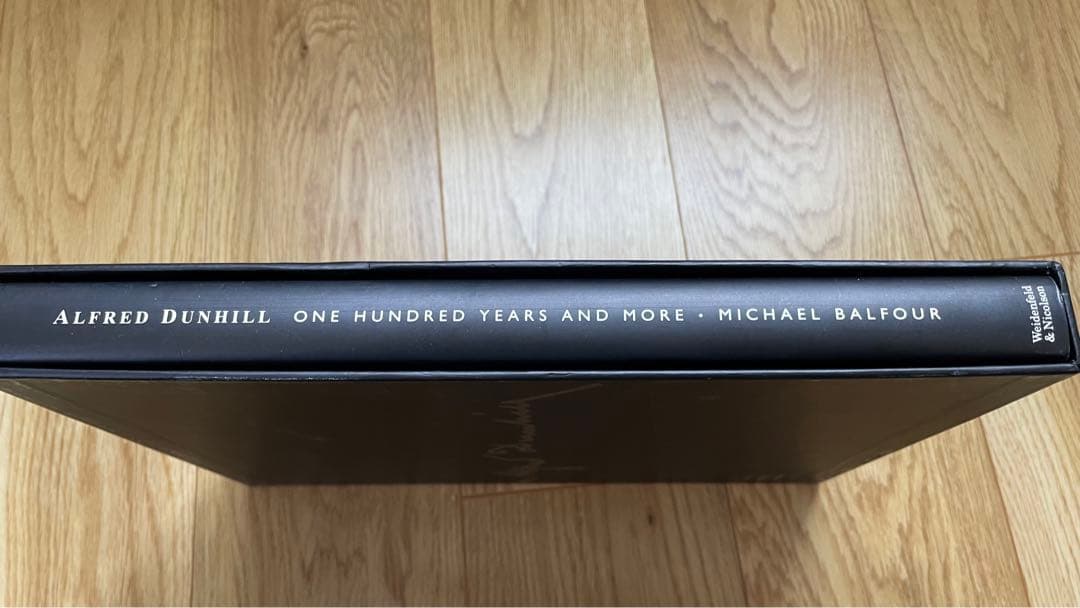 ALFRED DUNHILL ONE HUNDRED YEARS AND MORE • MICHAEL BALFOUR
Weidenfeld
& Nicolson